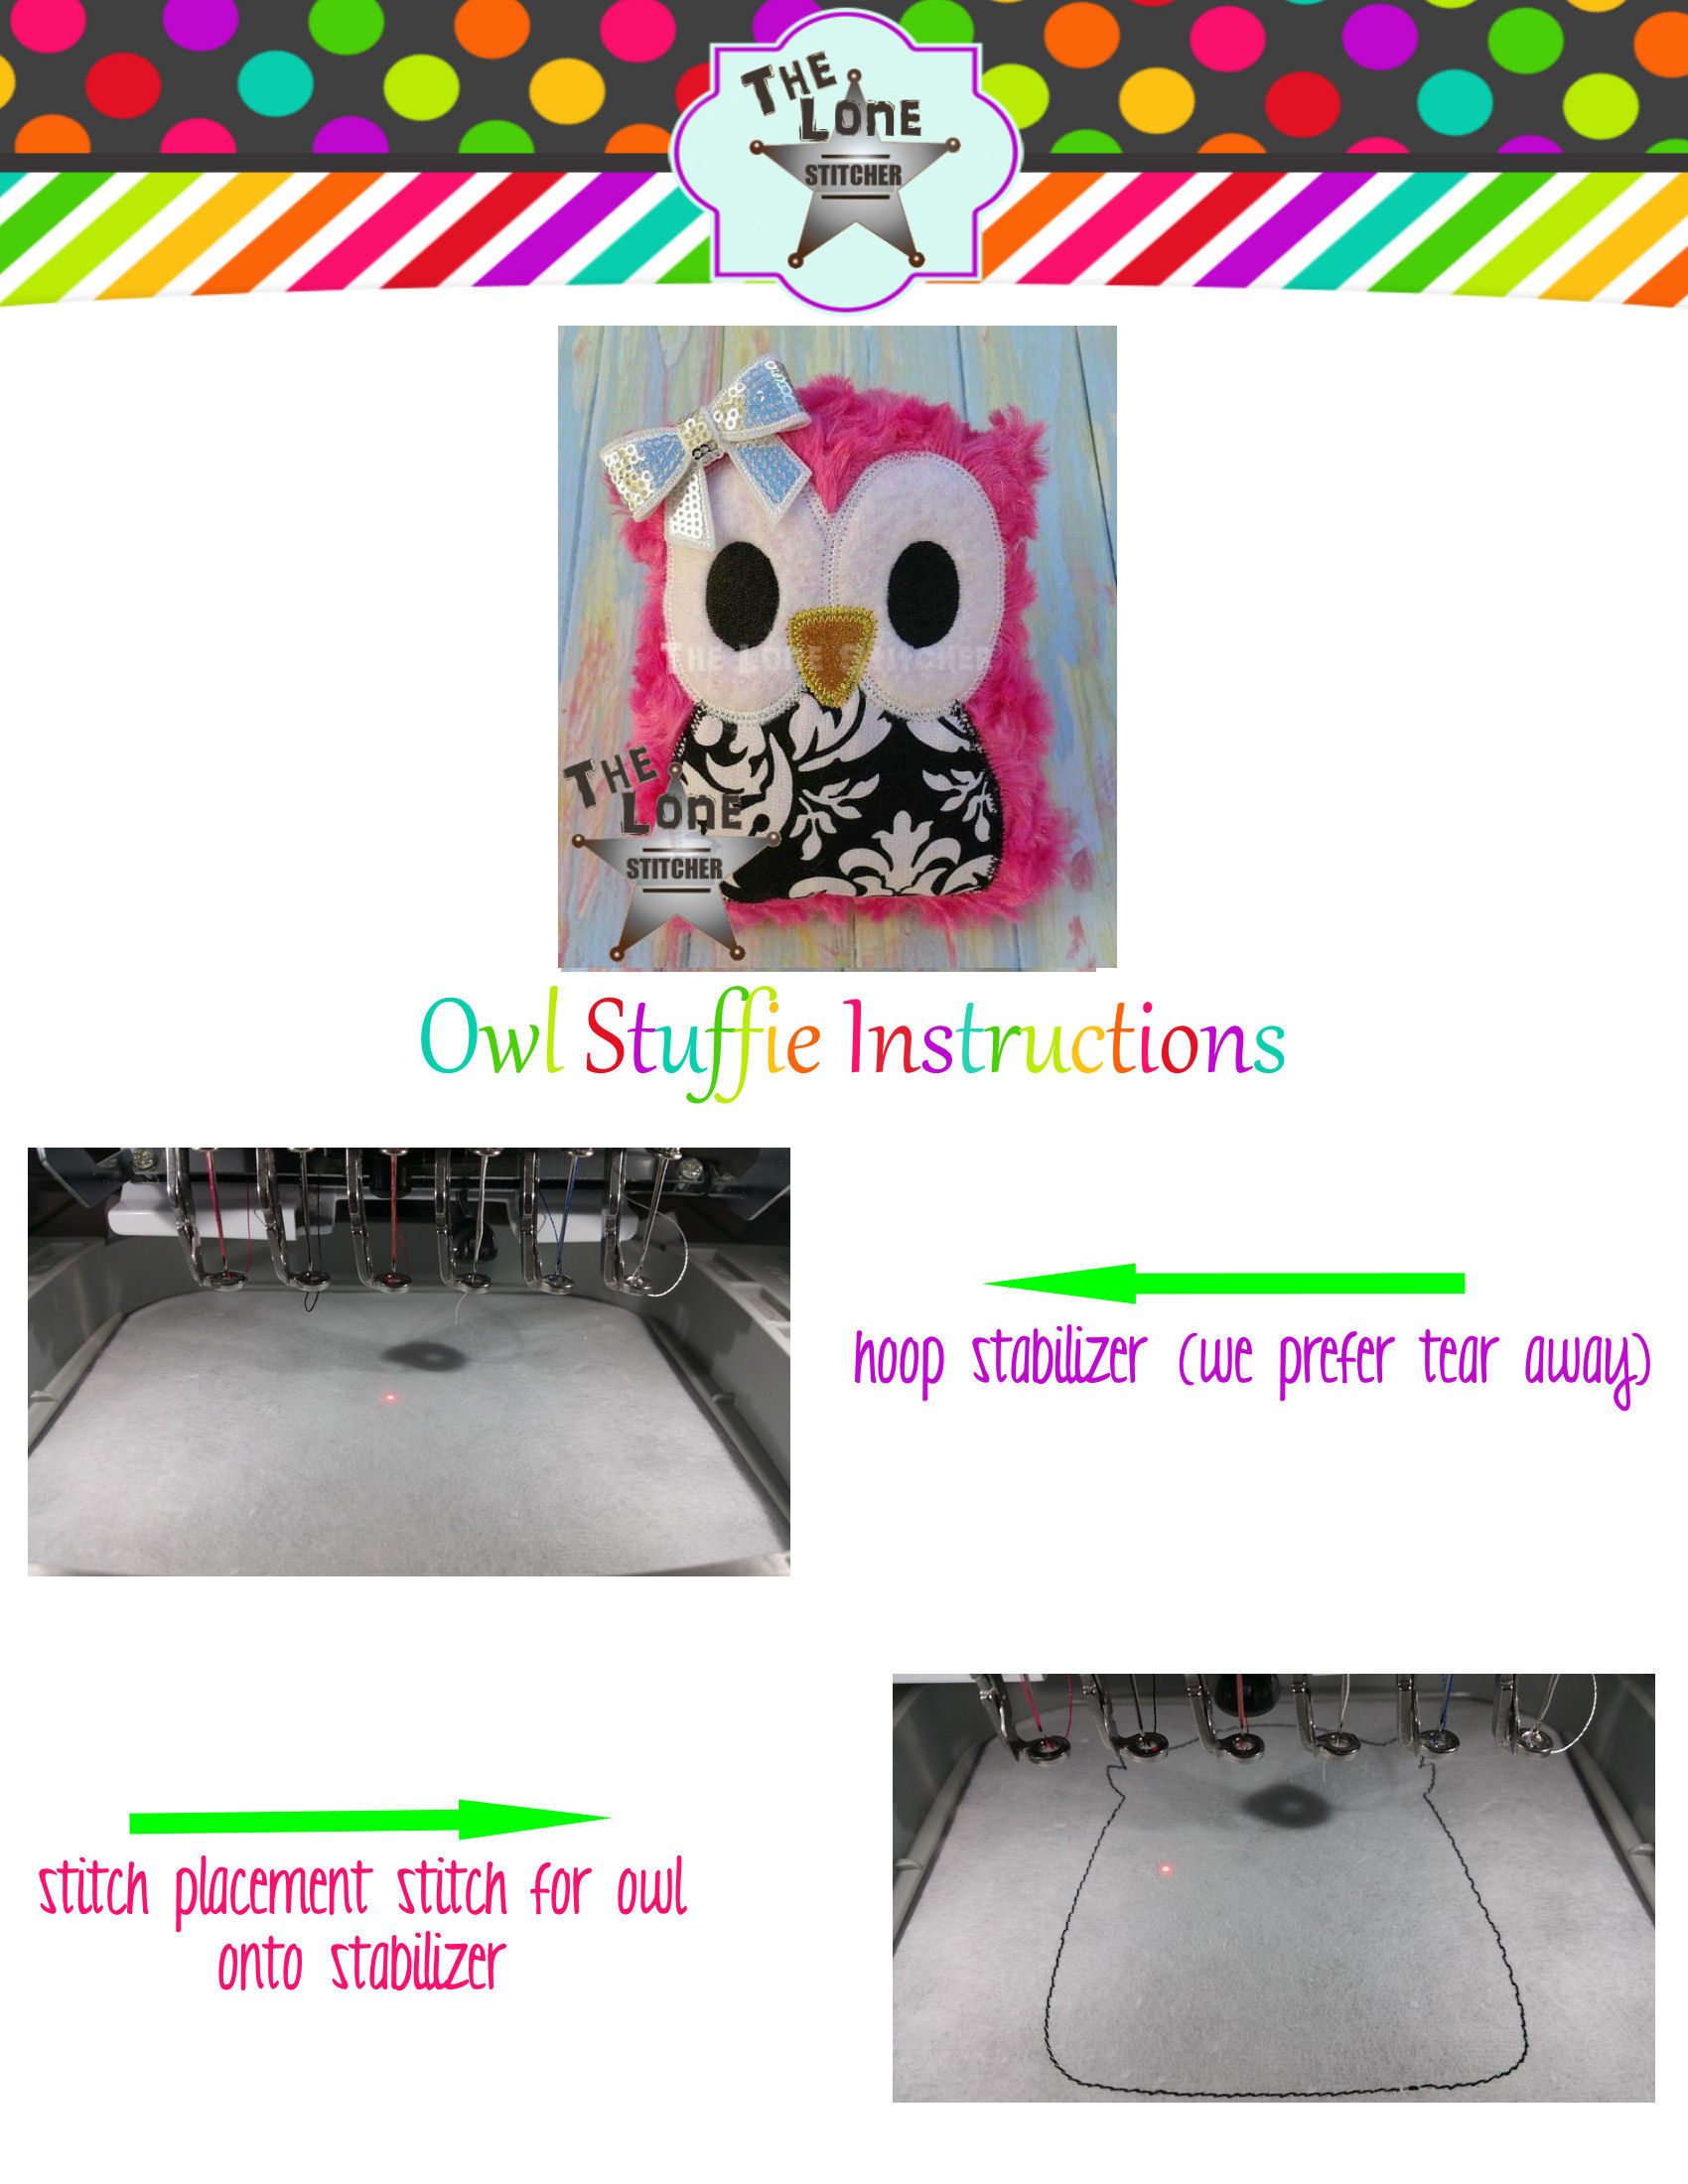 THE
LONE
STITCHER
THE LONE STITCHER
THE
LONE
STITCHER
Owl Stuffie Instructions
hoop stabilizer (we prefer tear away)
stitch placement stitch for owl
onto stabilizer